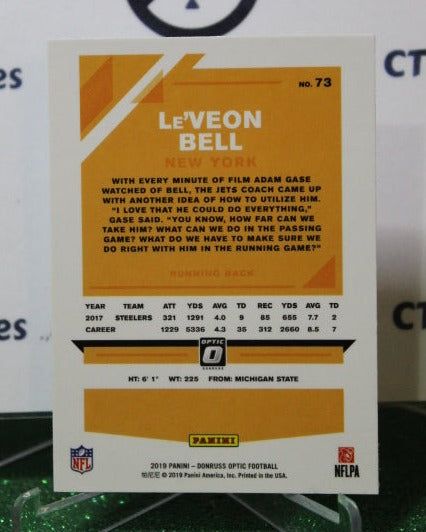 CT
es
No. 73
LE'VEON
BELL
NEW YORK
WITH EVERY MINUTE OF FILM ADAM GASE
WATCHED OF BELL, THE JETS COACH CAME UP
WITH ANOTHER IDEA OF HOW TO UTILIZE HIM.
"I LOVE THAT HE COULD DO EVERYTHING,"
GASE SAID. "YOU KNOW, HOW FAR CAN WE
TAKE HIM? WHAT CAN WE DO IN THE PASSING
GAME? WHAT DO WE HAVE TO MAKE SURE WE
DO RIGHT WITH HIM IN THE RUNNING GAME?"
RUNNING BACK
YEAR TEAM ATT YDS AVG TD REC YDS AVG TD
2017 STEELERS 321 1291 4.0 9 85 655 7.7 2
CAREER 1229 5336 4.3 35 312 2660 8.5 7
OPTIC
DONRUSS
HT: 6' 1" WT: 225 FROM: MICHIGAN STATE
PANINI
NFL
NFLPA
2019 PANINI – DONRUSS OPTIC FOOTBALL
帕尼尼 © 2019 Panini America, Inc. Printed in the USA.